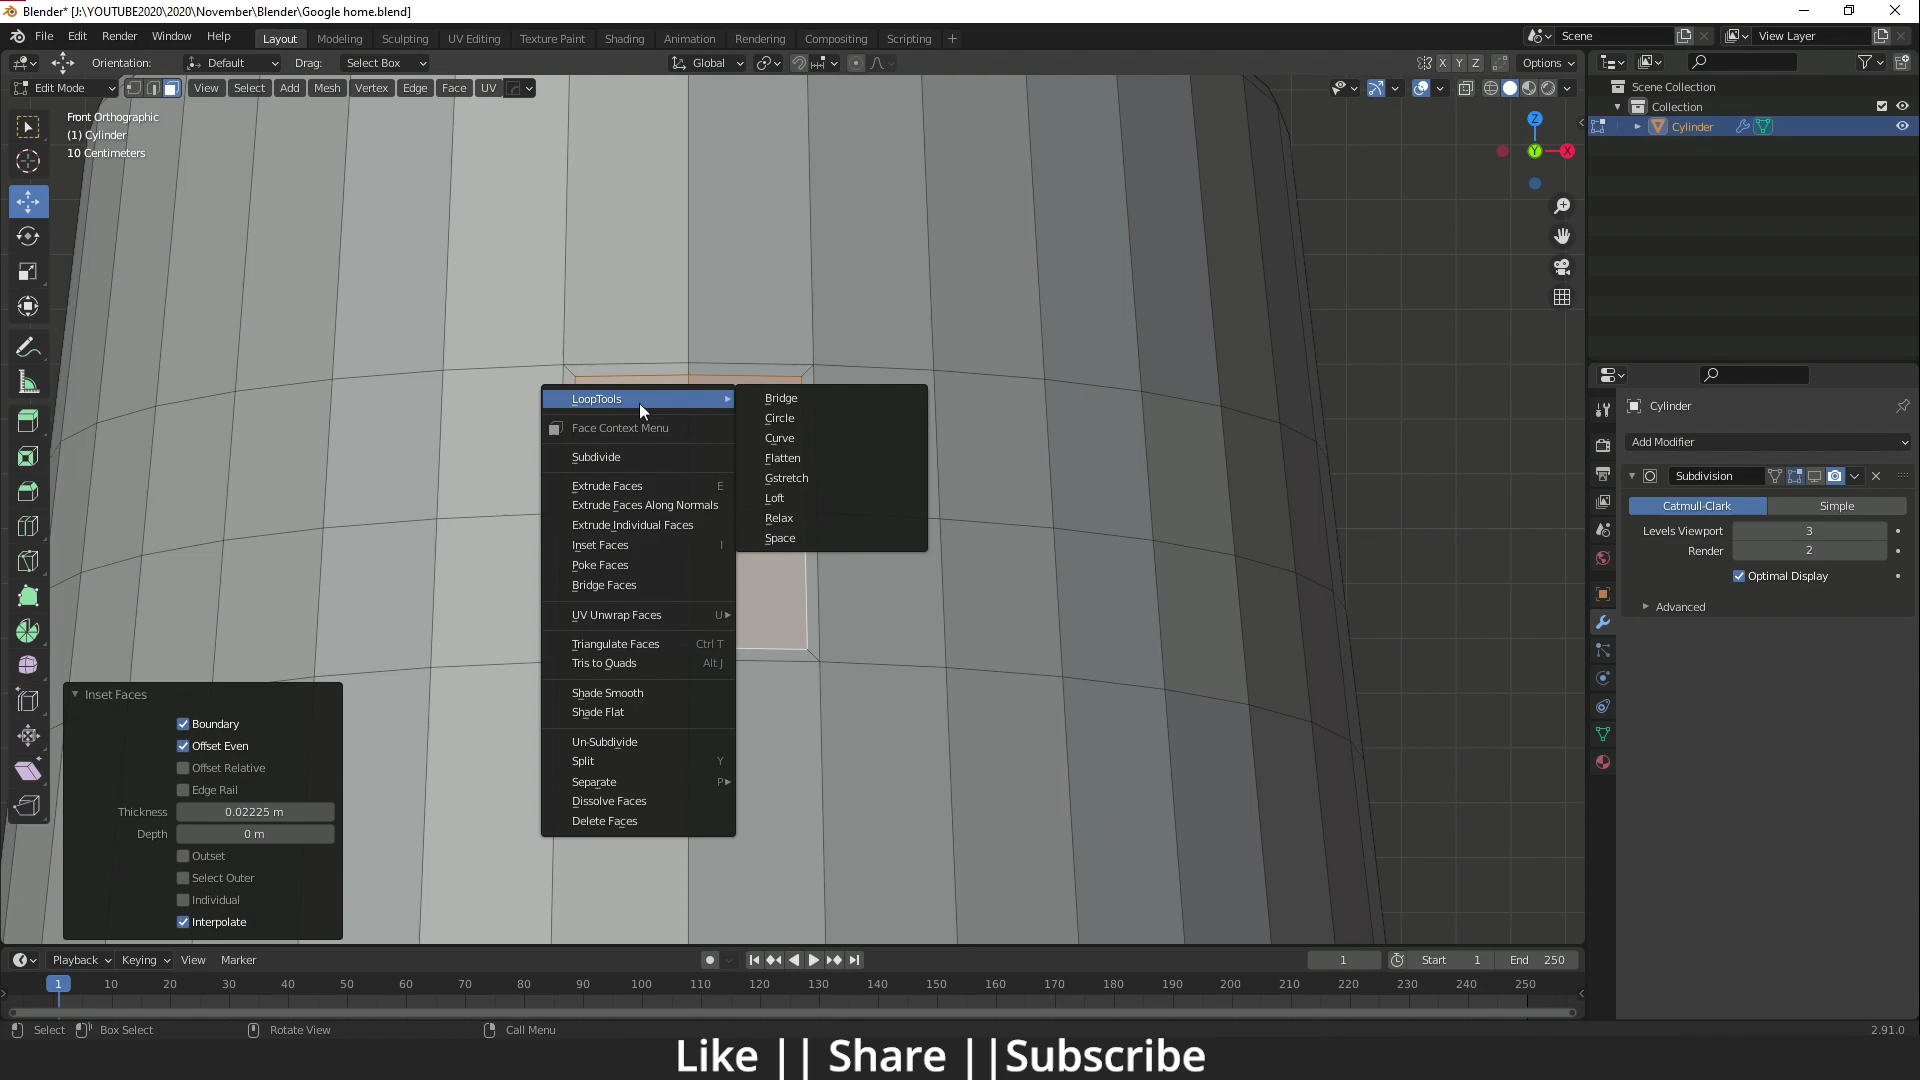 Blender* [J:\YOUTUBE2020\2020\November\Blender\Google home.blend]
File Edit Render Window Help Layout Modeling Sculpting UV Editing Texture Paint Shading Animation Rendering Compositing Scripting + Scene View Layer
Orientation: Default Drag: Select Box Global X Y Z Options
Edit Mode View Select Add Mesh Vertex Edge Face UV
Front Orthographic
(1) Cylinder
10 Centimeters
Z
Y
X
Scene Collection
Collection
Cylinder
LoopTools
Face Context Menu
Subdivide
Extrude Faces E
Extrude Faces Along Normals
Extrude Individual Faces
Inset Faces I
Poke Faces
Bridge Faces
UV Unwrap Faces U
Triangulate Faces Ctrl T
Tris to Quads Alt J
Shade Smooth
Shade Flat
Un-Subdivide
Split Y
Separate P
Dissolve Faces
Delete Faces
Bridge
Circle
Curve
Flatten
Gstretch
Loft
Relax
Space
Cylinder
Add Modifier
Subdivision
Catmull-Clark Simple
Levels Viewport 3
Render 2
Optimal Display
Advanced
Inset Faces
Boundary
Offset Even
Offset Relative
Edge Rail
Thickness 0.02225 m
Depth 0 m
Outset
Select Outer
Individual
Interpolate
Playback Keying View Marker 1 Start 1 End 250
1 10 20 30 40 50 60 70 80 90 100 110 120 130 140 150 160 170 180 190 200 210 220 230 240 250
Select Box Select Rotate View Call Menu 2.91.0
Like || Share ||Subscribe